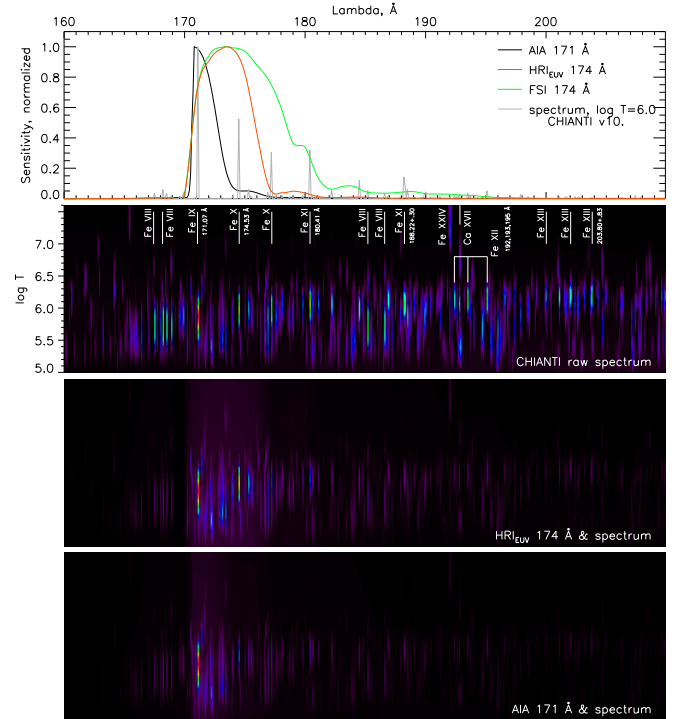 Lambda, Å
160 170 180 190 200
Sensitivity, normalized
1.0
0.8
0.6
0.4
0.2
0.0
AIA 171 Å
HRIEUV 174 Å
FSI 174 Å
spectrum, log T=6.0
CHIANTI v10.
log T
7.0
6.5
6.0
5.5
5.0
Fe VII
Fe VII
Fe IX
171.07 Å
Fe X
174.53 Å
Fe X
Fe XI
180.41 Å
Fe VIII
Fe VIII
Fe XI
188.22+.30
Fe XXIV
Ca XVII
Fe XII
192,193,195 Å
Fe XIII
Fe XIII
Fe XIII
203.80+.83
CHIANTI raw spectrum
HRIEUV 174 Å & spectrum
AIA 171 Å & spectrum